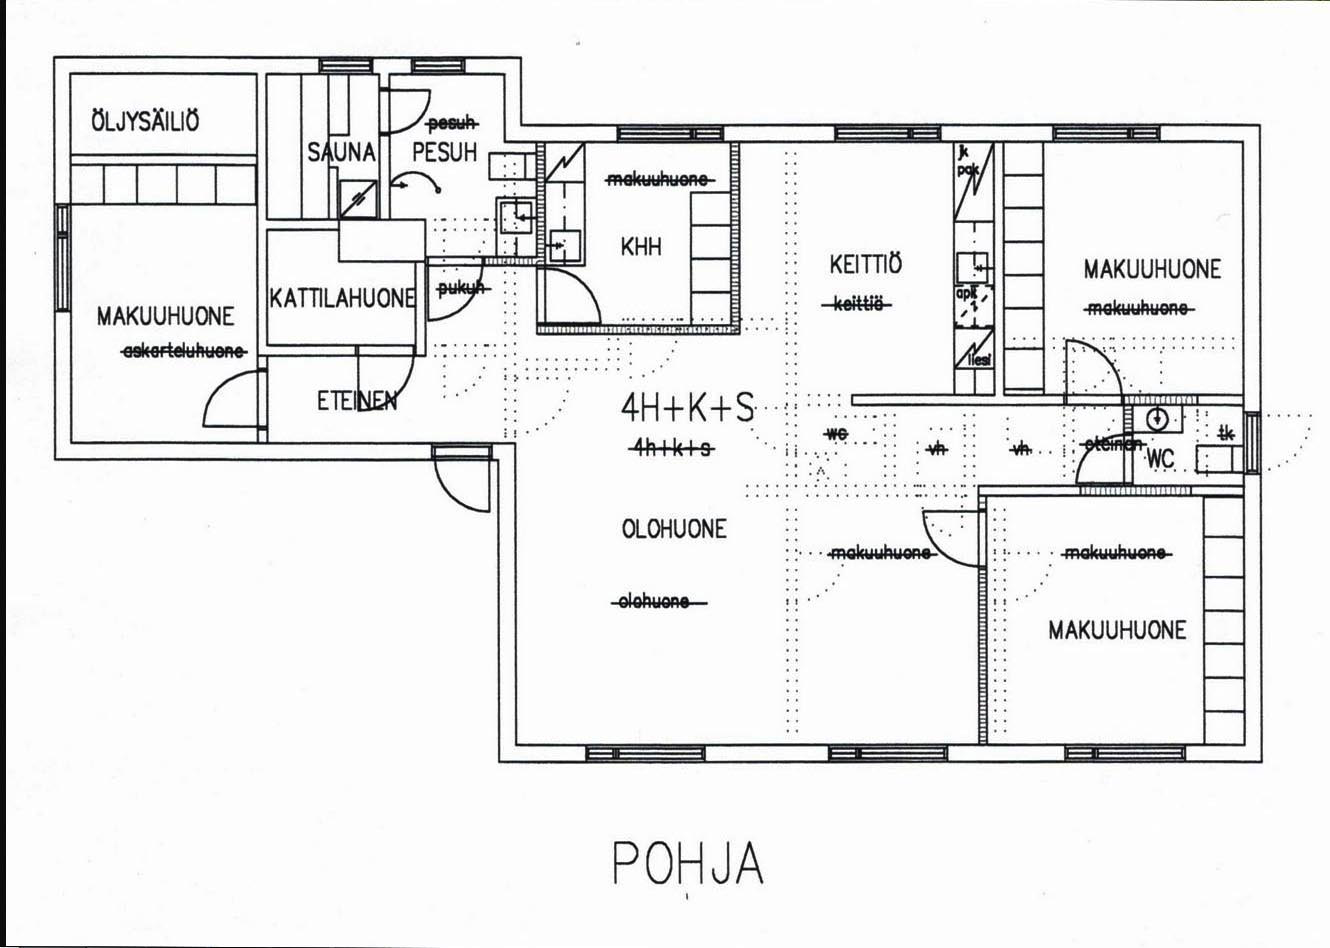 ÖLJYSÄILIÖ
SAUNA
pesuh
PESUH
makuuhuone
KHH
jk
pak
KEITTIÖ
keittiö
apk
liesi
MAKUUHUONE
makuuhuone
MAKUUHUONE
askarteluhuone
KATTILAHUONE
pukuh
ETEINEN
4H+K+S
4h+k+s
wc
vh
vh
eteinen
WC
tk
OLOHUONE
olohuone
makuuhuone
makuuhuone
MAKUUHUONE
POHJA